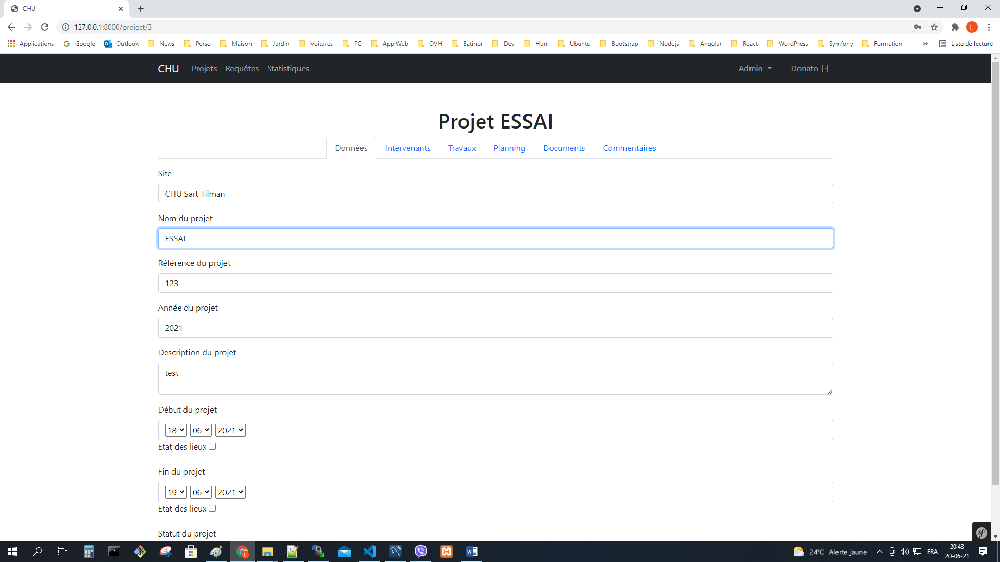 CHU
127.0.0.1:8000/project/3
L
Applications Google Outlook News Perso Maison Jardin Voitures PC AppiWeb OVH Batinor Dev Html Ubuntu Bootstrap Nodejs Angular React WordPress Symfony Formation » Liste de lecture
CHU Projets Requêtes Statistiques Admin Donato
Projet ESSAI
Données Intervenants Travaux Planning Documents Commentaires
Site
CHU Sart Tilman
Nom du projet
ESSAI
Référence du projet
123
Année du projet
2021
Description du projet
test
Début du projet
18-06-2021
Etat des lieux
Fin du projet
19-06-2021
Etat des lieux
Statut du projet
sf
24°C Alerte jaune FRA
20:43
20-06-21